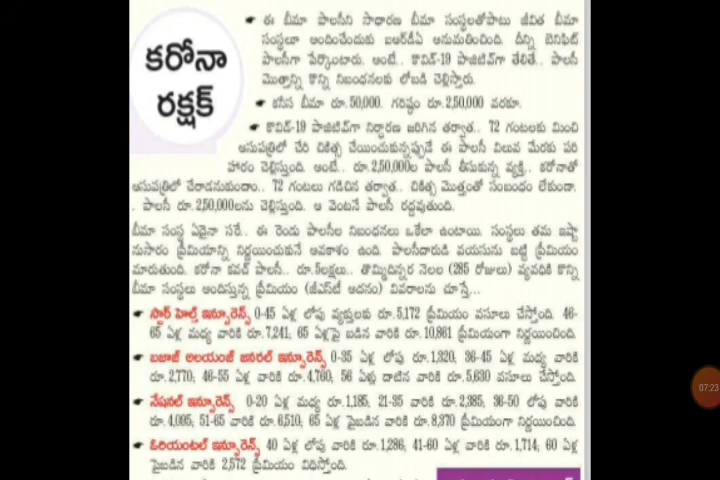 కరోనా
రక్షక్
☛ ఈ బీమా పాలసీని సాధారణ బీమా సంస్థలతోపాటు జీవిత బీమా
సంస్థలూ అందించేందుకు ఐఆర్‌డీఏ అనుమతించింది. దీన్ని బెనిఫిట్
పాలసీగా పేర్కొంటారు. అంటే.. కొవిడ్-19 పాజిటివ్‌గా తేలితే.. పాలసీ
మొత్తాన్ని కొన్ని నిబంధనలకు లోబడి చెల్లిస్తారు.
☛ కనీస బీమా రూ.50,000. గరిష్ఠం రూ.2,50,000 వరకూ.
☛ కొవిడ్-19 పాజిటివ్‌గా నిర్ధారణ జరిగిన తర్వాత.. 72 గంటలకు మించి
ఆసుపత్రిలో చేరి చికిత్స చేయించుకున్నప్పుడే ఈ పాలసీ విలువ మేరకు పరి
హారం చెల్లిస్తుంది. అంటే.. రూ.2,50,000ల పాలసీ తీసుకున్న వ్యక్తి.. కరోనాతో
ఆసుపత్రిలో చేరాడనుకుందాం.. 72 గంటలు గడిచిన తర్వాత.. చికిత్స మొత్తంతో సంబంధం లేకుండా.
. పాలసీ రూ.2,50,000లను చెల్లిస్తుంది. ఆ వెంటనే పాలసీ రద్దవుతుంది.
బీమా సంస్థ ఏదైనా సరే.. ఈ రెండు పాలసీల నిబంధనలు ఒకేలా ఉంటాయి. సంస్థలు తమ ఇష్టా
నుసారం ప్రీమియాన్ని నిర్ణయించుకునే అవకాశం ఉంది. పాలసీదారుడి వయసును బట్టి ప్రీమియం
మారుతుంది. కరోనా కవచ్ పాలసీ.. రూ.5లక్షలు.. తొమ్మిదిన్నర నెలల (285 రోజులు) వ్యవధికి కొన్ని
బీమా సంస్థలు అందిస్తున్న ప్రీమియం (జీఎస్‌టీ అదనం) వివరాలను చూస్తే...
☛ స్టార్ హెల్త్ ఇన్సూరెన్స్ 0-45 ఏళ్ల లోపు వ్యక్తులకు రూ.5,172 ప్రీమియం వసూలు చేస్తోంది. 46-
65 ఏళ్ల మధ్య వారికి రూ.7,241, 65 ఏళ్లపై బడిన వారికి రూ.10,861 ప్రీమియంగా నిర్ణయించింది.
☛ బజాజ్ అలయంజ్ జనరల్ ఇన్సూరెన్స్ 0-35 ఏళ్ల లోపు రూ.1,320, 36-45 ఏళ్ల మధ్య వారికి
రూ.2,770, 46-55 ఏళ్ల వారికి రూ.4,760, 56 ఏళ్లు దాటిన వారికి రూ.5,630 వసూలు చేస్తోంది.
☛ నేషనల్ ఇన్సూరెన్స్ 0-20 ఏళ్ల మధ్య రూ.1,185, 21-35 వారికి రూ.2,385, 36-50 లోపు వారికి
రూ.4,095, 51-65 వారికి రూ.6,510, 65 ఏళ్ల పైబడిన వారికి రూ.8,370 ప్రీమియంగా నిర్ణయించింది.
☛ ఓరియంటల్ ఇన్సూరెన్స్ 40 ఏళ్ల లోపు వారికి రూ.1,286, 41-60 ఏళ్ల వారికి రూ.1,714, 60 ఏళ్ల
పైబడిన వారికి 2,572 ప్రీమియం విధిస్తోంది.
07:23